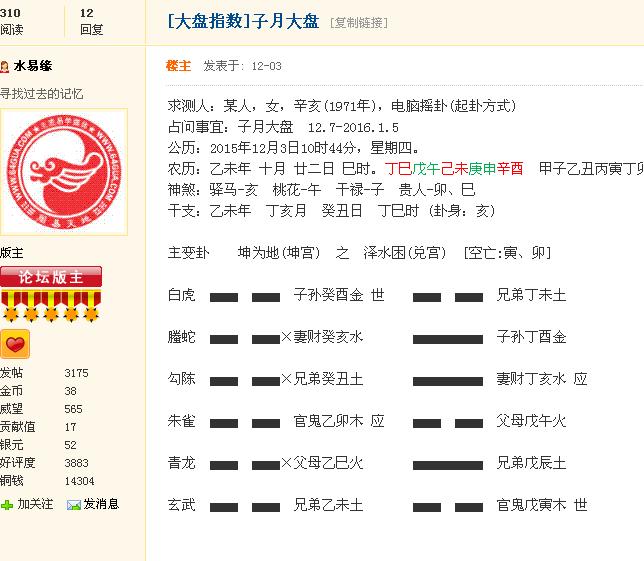 310
阅读
12
回复
[大盘指数]子月大盘 [复制链接]
水易缘
寻找过去的记忆
WWW.64GUA.COM
版主
论坛版主
发帖 3175
金币 38
威望 565
贡献值 17
银元 52
好评度 3883
铜钱 14304
加关注 发消息
楼主 发表于: 12-03
求测人: 某人, 女, 辛亥(1971年), 电脑摇卦(起卦方式)
占问事宜: 子月大盘 12.7-2016.1.5
公历: 2015年12月3日10时44分, 星期四。
农历: 乙未年 十月 廿二日 巳时。丁巳戊午己未庚申辛酉 甲子乙丑丙寅丁
神煞: 驿马-亥 桃花-午 干禄-子 贵人-卯、巳
干支: 乙未年 丁亥月 癸丑日 丁巳时 (卦身: 亥)
主变卦 坤为地(坤宫) 之 泽水困(兑宫) [空亡:寅、卯]
白虎 子孙癸酉金 世 兄弟丁未土
螣蛇 ×妻财癸亥水 子孙丁酉金
勾陈 ×兄弟癸丑土 妻财丁亥水 应
朱雀 官鬼乙卯木 应 父母戊午火
青龙 ×父母乙巳火 兄弟戊辰土
玄武 兄弟乙未土 官鬼戊寅木 世